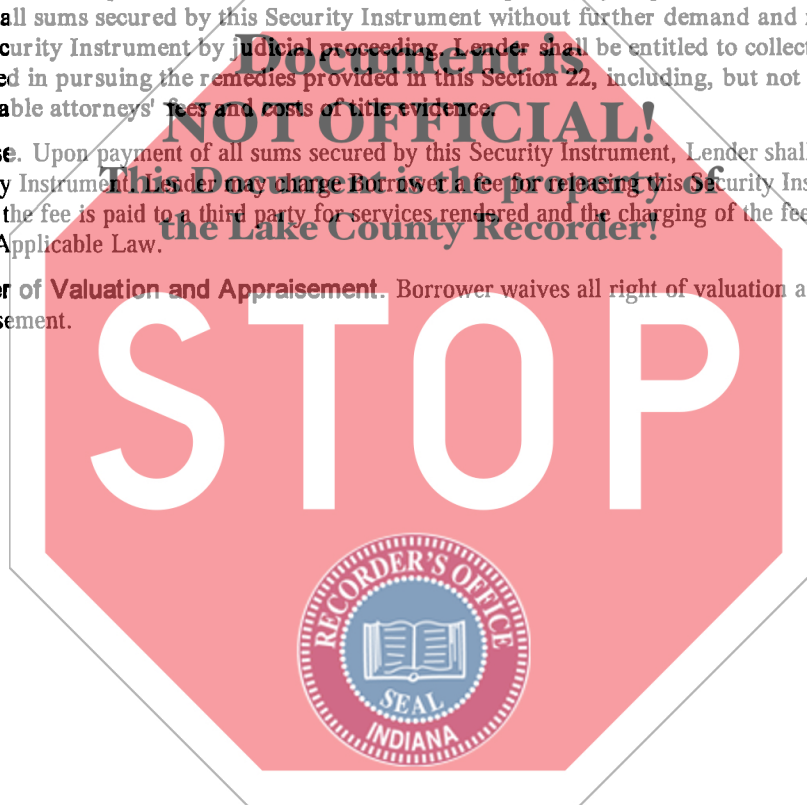 all sums secured by this Security Instrument without further demand and
curity Instrument by judicial proceeding. Lender shall be entitled to collect
Document is
ed in pursuing the remedies provided in this Section 22, including, but not
able attorneys' fees and costs of title evidence.
NOT OFFICIAL!
se. Upon payment of all sums secured by this Security Instrument, Lender shal
This Document is the property of
y Instrument. Lender may charge Borrower a fee for releasing this Security Ins
the fee is paid to a third party for services rendered and the charging of the fee
the Lake County Recorder!
Applicable Law.
er of Valuation and Appraisement. Borrower waives all right of valuation a
sement.
STOP
RECORDER'S OFFICE
SEAL
INDIANA